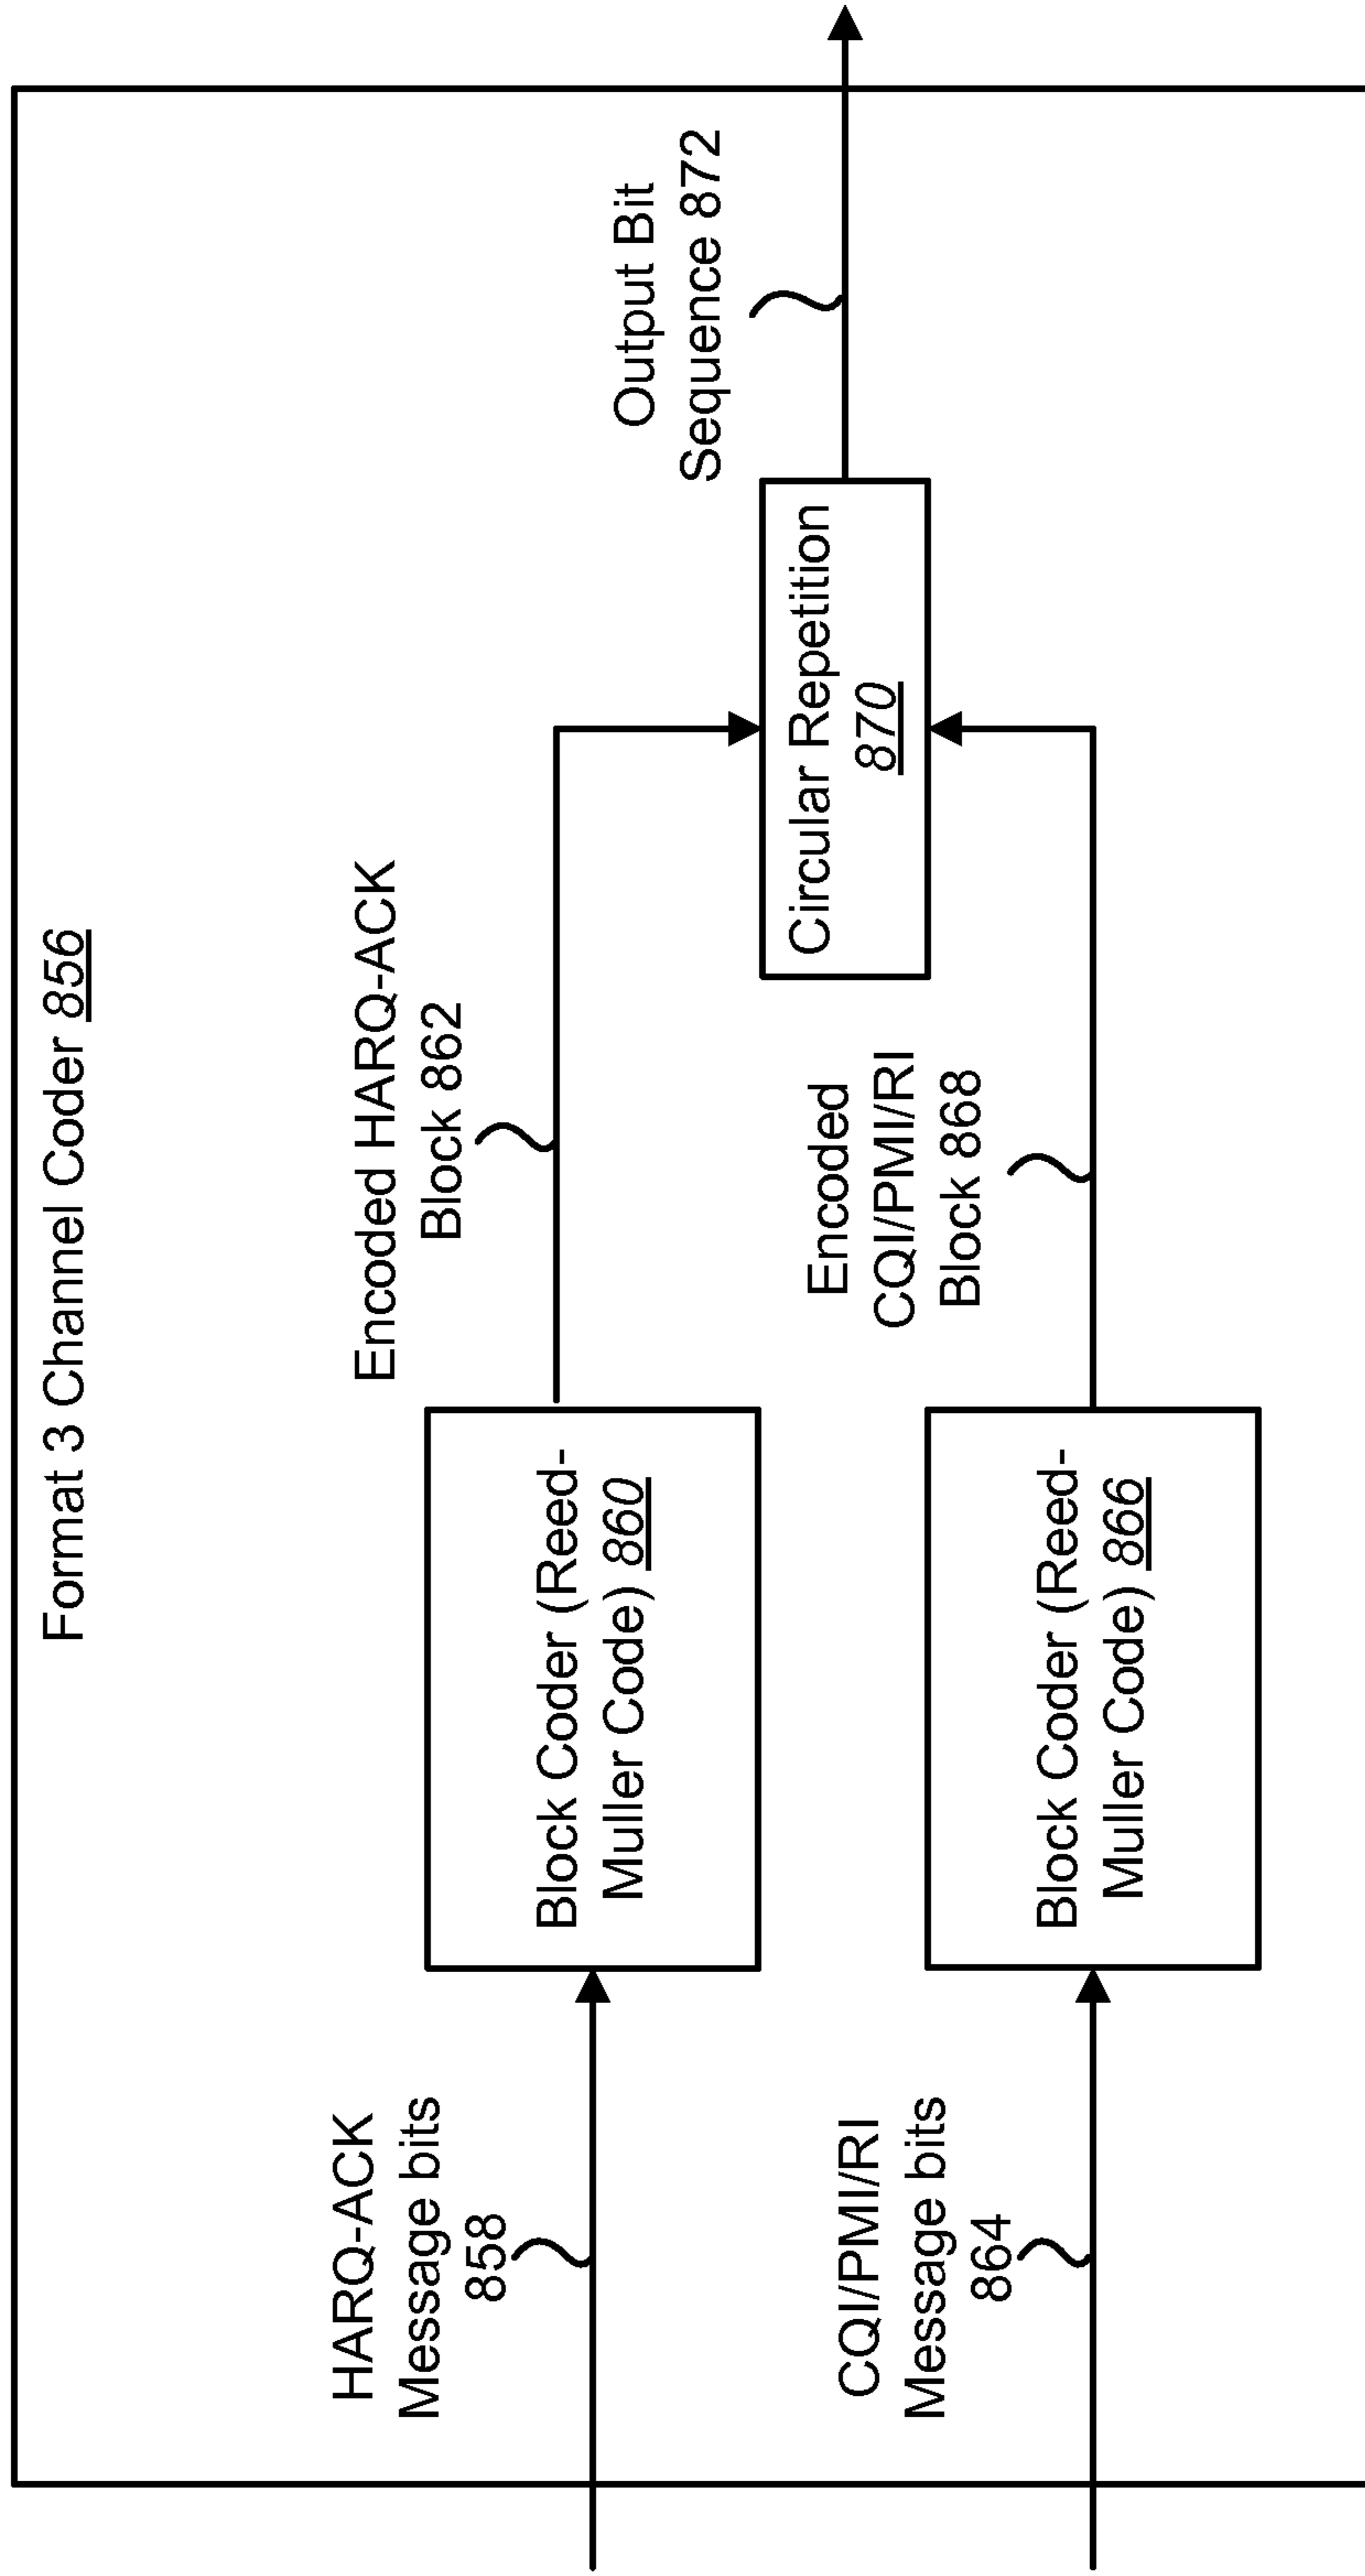 Format 3 Channel Coder 856
HARQ-ACK
Message bits
858
Block Coder (Reed-
Muller Code) 860
Encoded HARQ-ACK
Block 862
CQI/PMI/RI
Message bits
864
Block Coder (Reed-
Muller Code) 866
Encoded
CQI/PMI/RI
Block 868
Circular Repetition
870
Output Bit
Sequence 872